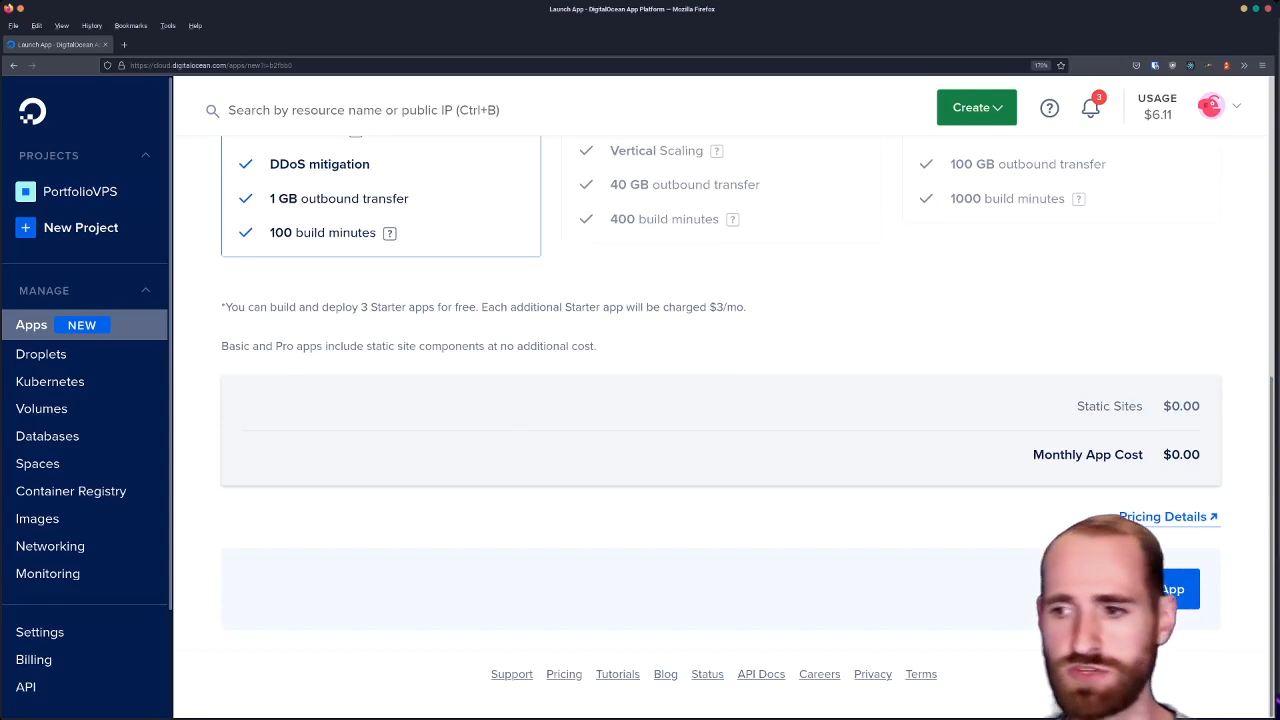 Launch App - DigitalOcean App Platform — Mozilla Firefox
File Edit View History Bookmarks Tools Help
Launch App - DigitalOcean A
https://cloud.digitalocean.com/apps/new?i=b2fbb0
170%
Search by resource name or public IP (Ctrl+B)
Create
?
3
USAGE
$6.11
PROJECTS
PortfolioVPS
New Project
MANAGE
Apps NEW
Droplets
Kubernetes
Volumes
Databases
Spaces
Container Registry
Images
Networking
Monitoring
Settings
Billing
API
DDoS mitigation
1 GB outbound transfer
100 build minutes ?
Vertical Scaling ?
40 GB outbound transfer
400 build minutes ?
100 GB outbound transfer
1000 build minutes ?
*You can build and deploy 3 Starter apps for free. Each additional Starter app will be charged $3/mo.
Basic and Pro apps include static site components at no additional cost.
Static Sites $0.00
Monthly App Cost $0.00
Pricing Details
App
Support Pricing Tutorials Blog Status API Docs Careers Privacy Terms